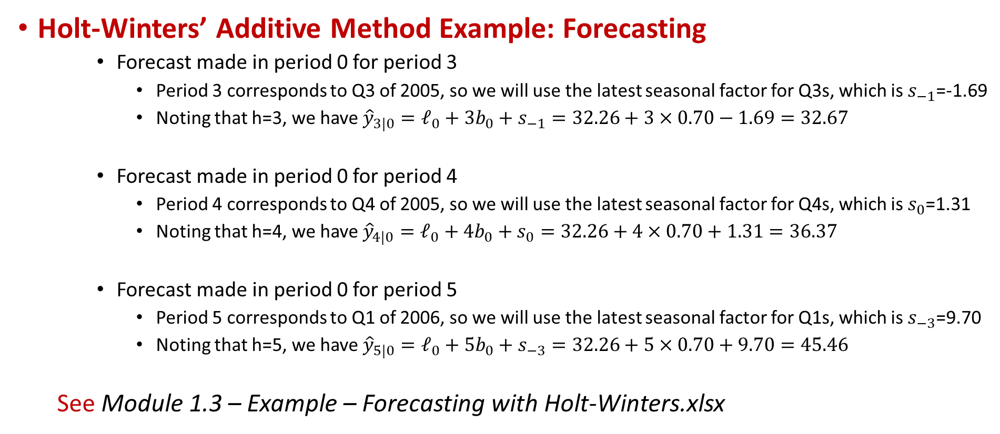 • Holt-Winters’ Additive Method Example: Forecasting
• Forecast made in period 0 for period 3
• Period 3 corresponds to Q3 of 2005, so we will use the latest seasonal factor for Q3s, which is 𝑠₋₁=-1.69
• Noting that h=3, we have ŷ₃|₀ = ℓ₀ + 3𝑏₀ + 𝑠₋₁ = 32.26 + 3 × 0.70 − 1.69 = 32.67
• Forecast made in period 0 for period 4
• Period 4 corresponds to Q4 of 2005, so we will use the latest seasonal factor for Q4s, which is 𝑠₀=1.31
• Noting that h=4, we have ŷ₄|₀ = ℓ₀ + 4𝑏₀ + 𝑠₀ = 32.26 + 4 × 0.70 + 1.31 = 36.37
• Forecast made in period 0 for period 5
• Period 5 corresponds to Q1 of 2006, so we will use the latest seasonal factor for Q1s, which is 𝑠₋₃=9.70
• Noting that h=5, we have ŷ₅|₀ = ℓ₀ + 5𝑏₀ + 𝑠₋₃ = 32.26 + 5 × 0.70 + 9.70 = 45.46
See Module 1.3 – Example – Forecasting with Holt-Winters.xlsx